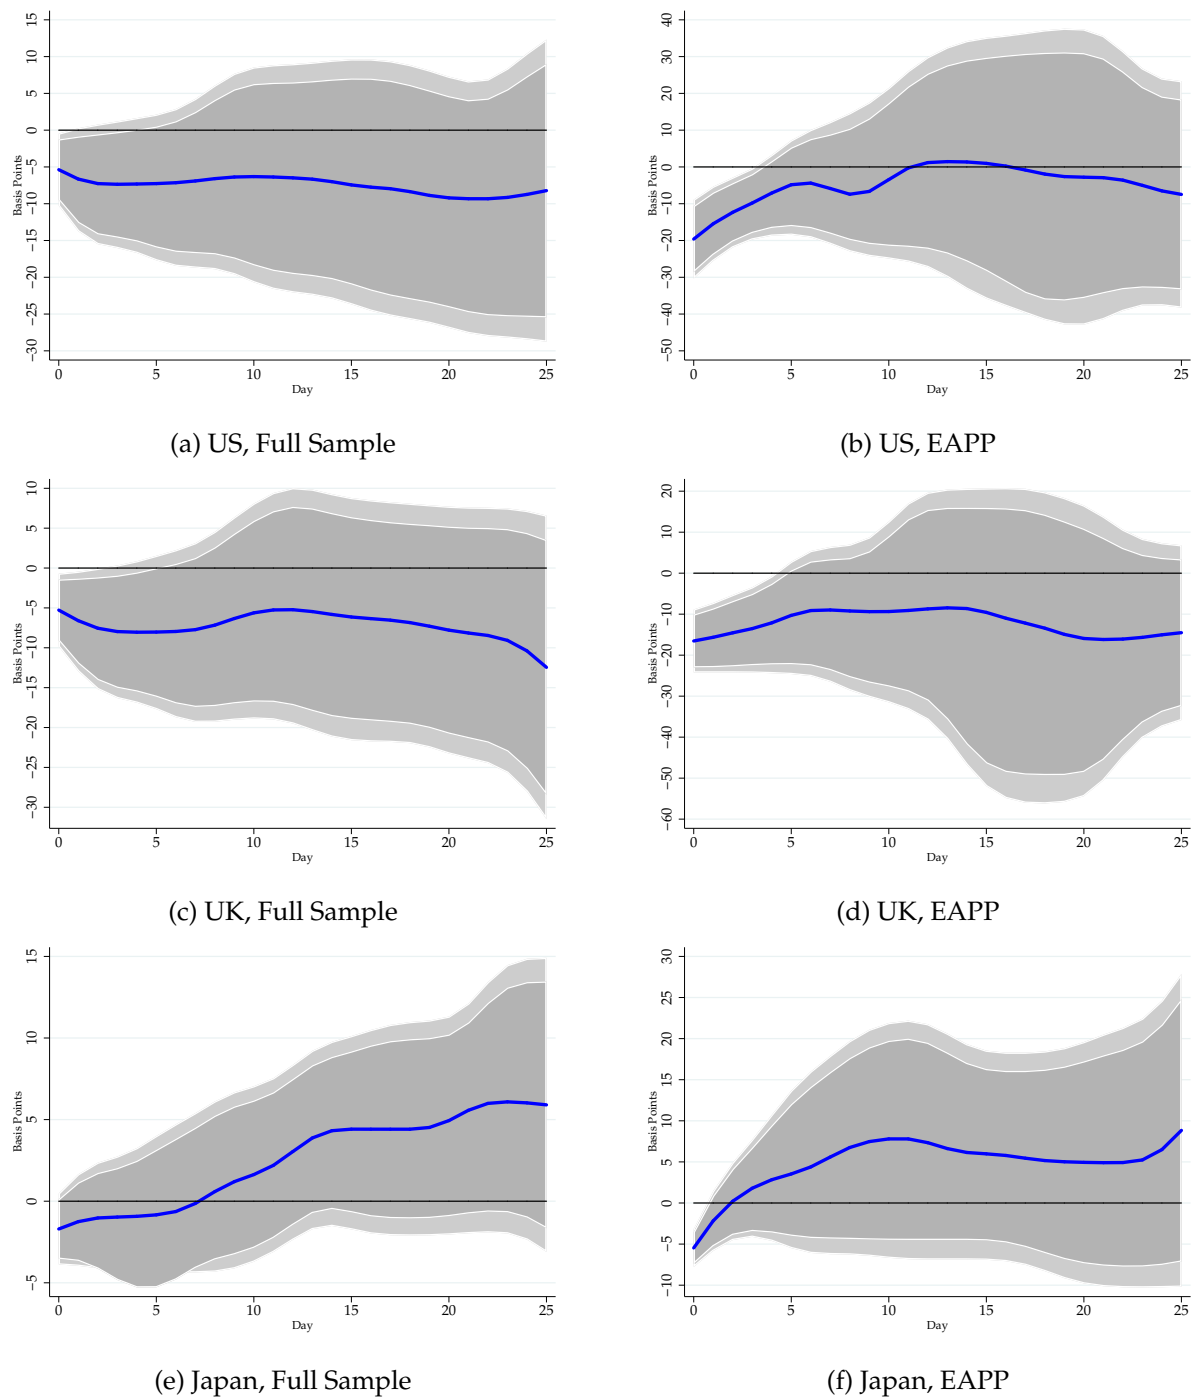 15
10
5
0
−5
−10
−15
−20
−25
−30
Basis Points
0 5 10 15 20 25
Day
(a) US, Full Sample
40
30
20
10
0
−10
−20
−30
−40
−50
Basis Points
0 5 10 15 20 25
Day
(b) US, EAPP
10
5
0
−5
−10
−15
−20
−25
−30
Basis Points
0 5 10 15 20 25
Day
(c) UK, Full Sample
20
10
0
−10
−20
−30
−40
−50
−60
Basis Points
0 5 10 15 20 25
Day
(d) UK, EAPP
15
10
5
0
−5
Basis Points
0 5 10 15 20 25
Day
(e) Japan, Full Sample
30
25
20
15
10
5
0
−5
−10
Basis Points
0 5 10 15 20 25
Day
(f) Japan, EAPP